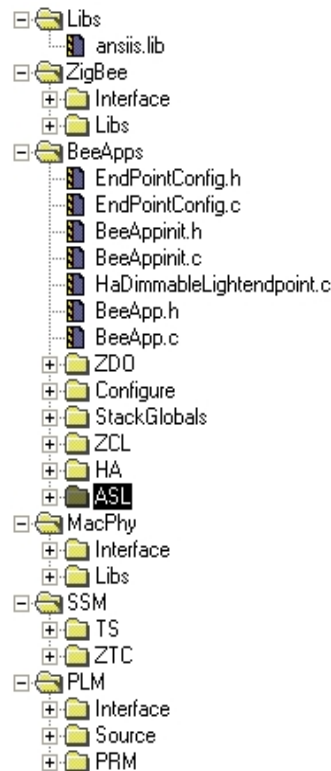 Libs
ansiis.lib
ZigBee
Interface
Libs
BeeApps
EndPointConfig.h
EndPointConfig.c
BeeAppinit.h
BeeAppinit.c
HaDimmableLightendpoint.c
BeeApp.h
BeeApp.c
ZDO
Configure
StackGlobals
ZCL
HA
ASL
MacPhy
Interface
Libs
SSM
TS
ZTC
PLM
Interface
Source
PRM